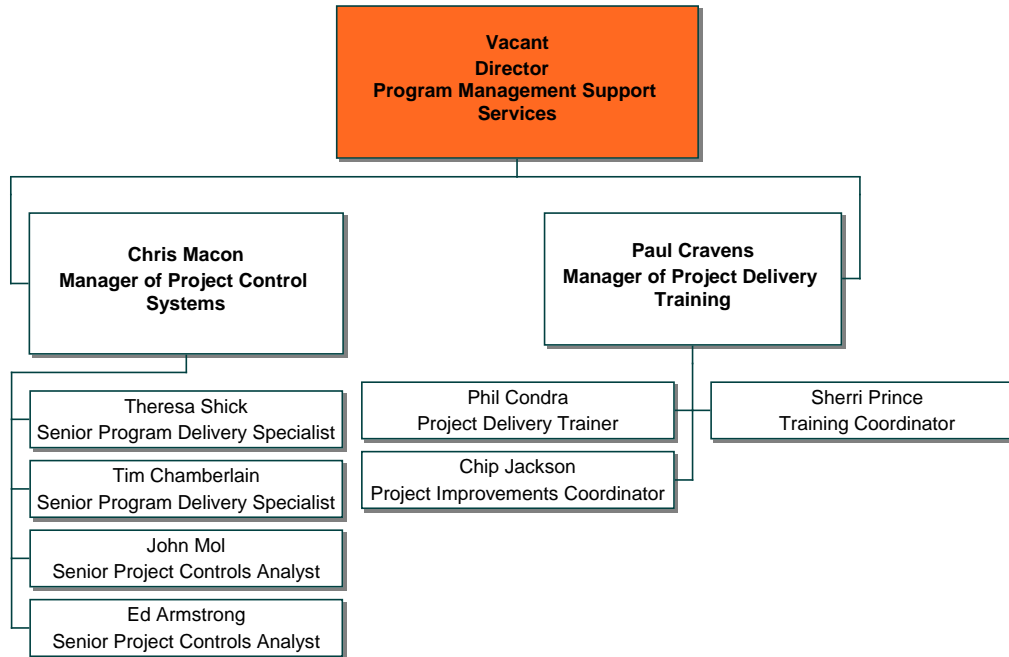 Vacant
Director
Program Management Support
Services
Chris Macon
Manager of Project Control
Systems
Paul Cravens
Manager of Project Delivery
Training
Theresa Shick
Senior Program Delivery Specialist
Tim Chamberlain
Senior Program Delivery Specialist
John Mol
Senior Project Controls Analyst
Ed Armstrong
Senior Project Controls Analyst
Phil Condra
Project Delivery Trainer
Sherri Prince
Training Coordinator
Chip Jackson
Project Improvements Coordinator